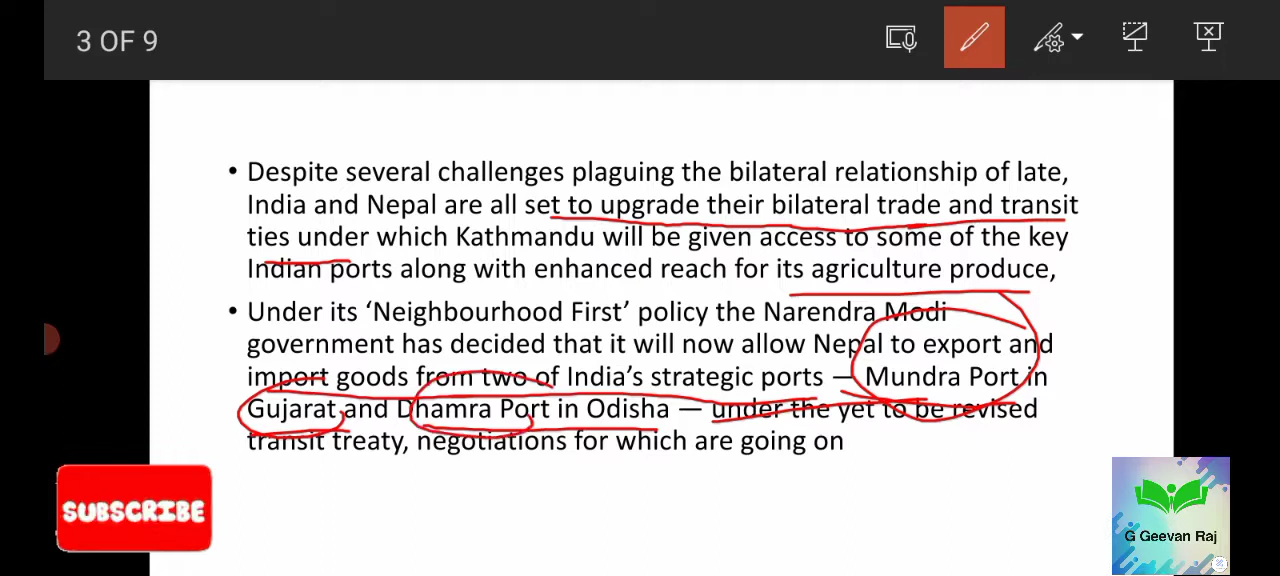 3 OF 9
• Despite several challenges plaguing the bilateral relationship of late,
India and Nepal are all set to upgrade their bilateral trade and transit
ties under which Kathmandu will be given access to some of the key
Indian ports along with enhanced reach for its agriculture produce,
• Under its ‘Neighbourhood First’ policy the Narendra Modi
government has decided that it will now allow Nepal to export and
import goods from two of India’s strategic ports — Mundra Port in
Gujarat and Dhamra Port in Odisha — under the yet to be revised
transit treaty, negotiations for which are going on
SUBSCRIBE
G Geevan Raj